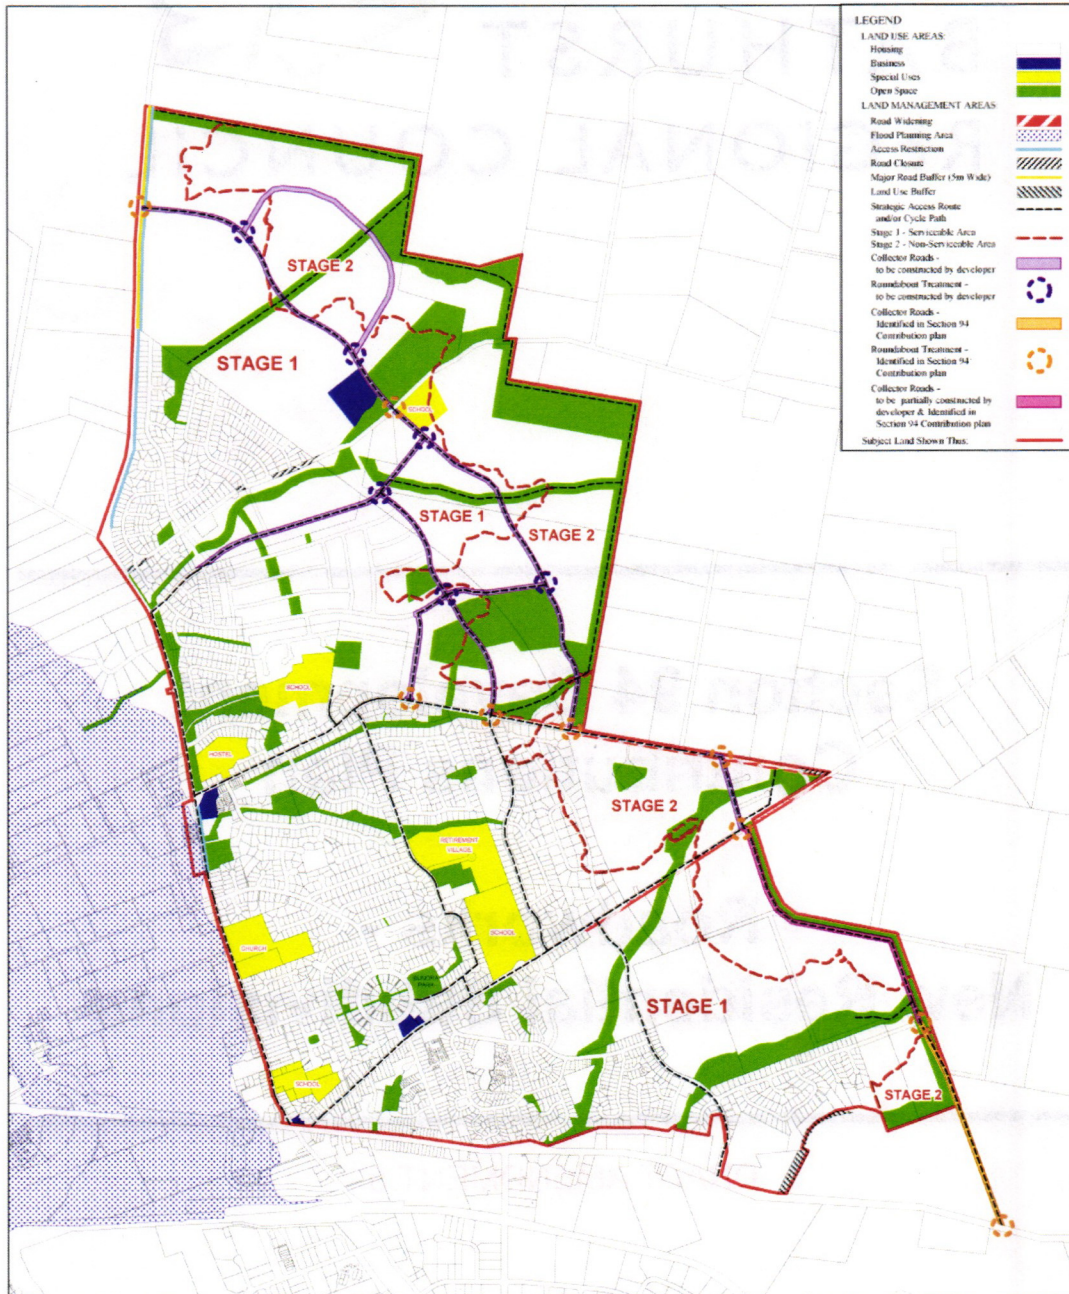 LEGEND
LAND USE AREAS:
Housing
Business
Special Uses
Open Space
LAND MANAGEMENT AREAS:
Road Widening
Flood Planning Area
Access Restriction
Road Closure
Major Road Buffer (5m Wide)
Land Use Buffer
Strategic Access Route
and/or Cycle Path
Stage 1 - Serviceable Area
Stage 2 - Non-Serviceable Area
Collector Roads -
to be constructed by developer
Roundabout Treatment -
to be constructed by developer
Collector Roads -
Identified in Section 94
Contribution plan
Roundabout Treatment -
Identified in Section 94
Contribution plan
Collector Roads -
to be partially constructed by
developer & Identified in
Section 94 Contribution plan
Subject Land Shown Thus:
STAGE 2
STAGE 1
SCHOOL
STAGE 1
STAGE 2
SCHOOL
HOSTEL
STAGE 2
RETIREMENT
VILLAGE
SCHOOL
CHURCH
PARK
STAGE 1
SCHOOL
STAGE 2